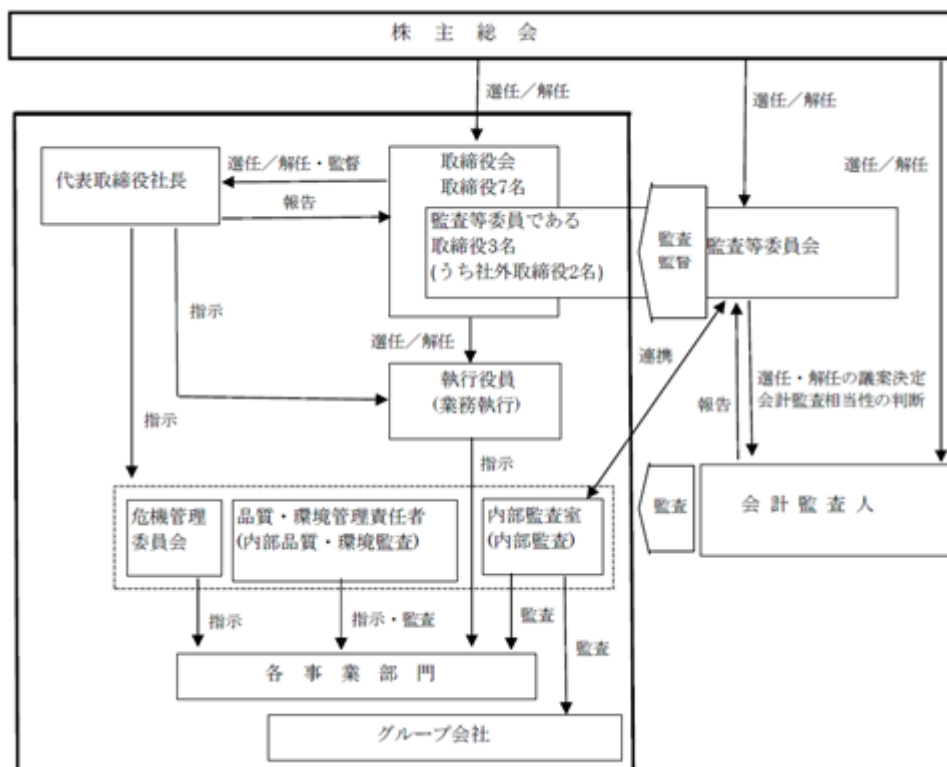 株主総会
選任／解任
選任／解任
選任／解任
代表取締役社長
選任／解任・監督
報告
取締役会
取締役7名
監査等委員である
取締役3名
(うち社外取締役2名)
監査
監督
監査等委員会
指示
選任／解任
連携
執行役員
(業務執行)
報告
選任・解任の議案決定
会計監査相当性の判断
指示
指示
危機管理
委員会
品質・環境管理責任者
(内部品質・環境監査)
内部監査室
(内部監査)
監査
会計監査人
指示
指示・監査
監査
監査
各事業部門
グループ会社